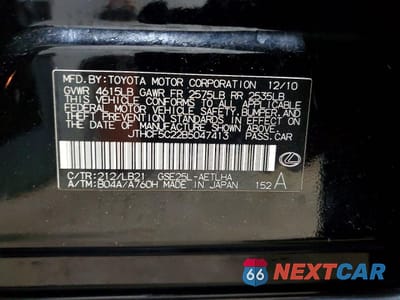 MFD.BY:TOYOTA MOTOR CORPORATION 12/10
GVWR 4615LB GAWR FR 2575LB RR 2535LB
THIS VEHICLE CONFORMS TO ALL APPLICABLE
FEDERAL MOTOR VEHICLE SAFETY, BUMPER, AND
THEFT PREVENTION STANDARDS IN EFFECT ON
THE DATE OF MANUFACTURE SHOWN ABOVE.
JTHCF5C22B5047413 PASS.CAR
C/TR:212/LB21 GSE25L-AETLHA
A/TM:B04A/A760H MADE IN JAPAN 152 A
66 NEXTCAR